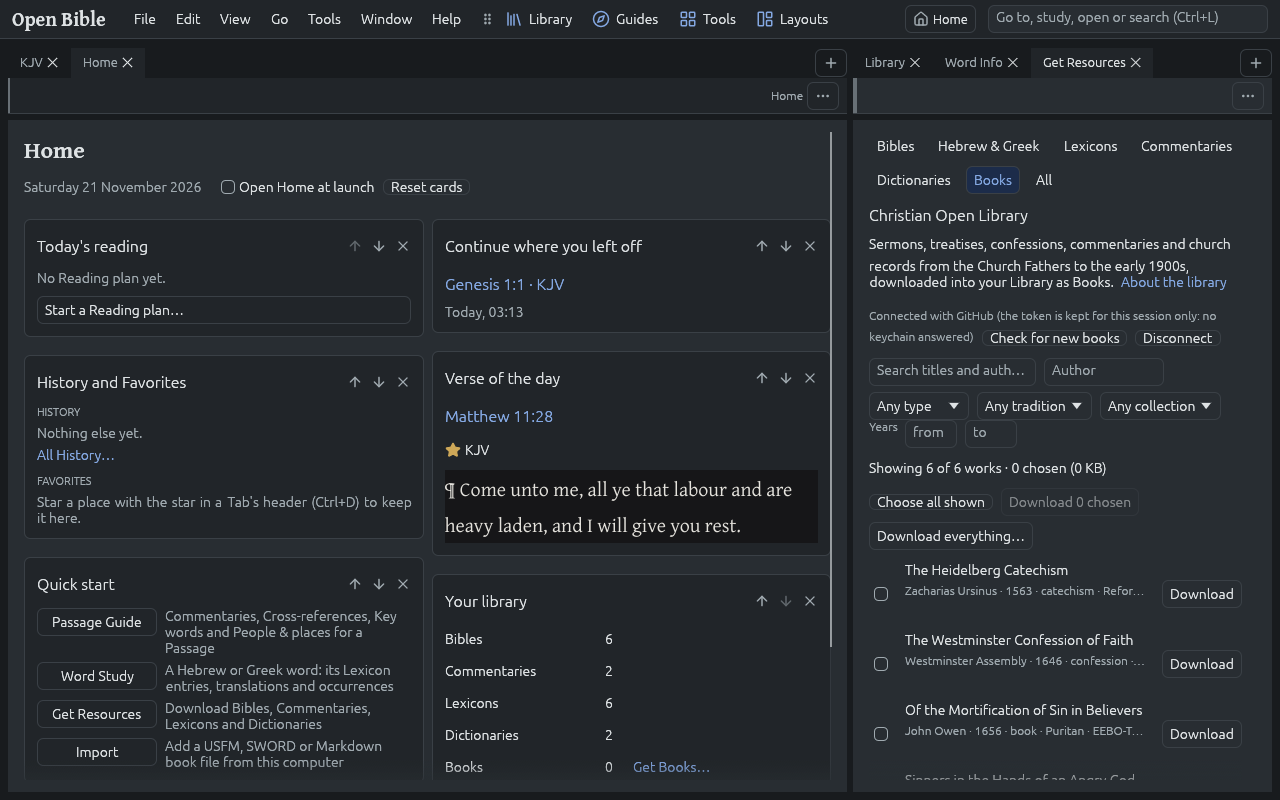 Open Bible File Edit View Go Tools Window Help Library Guides Tools Layouts Home Go to, study, open or search (Ctrl+L)
KJV Home
Library Word Info Get Resources
Home
Home
Saturday 21 November 2026 Open Home at launch Reset cards
Today's reading
No Reading plan yet.
Start a Reading plan…
History and Favorites
HISTORY
Nothing else yet.
All History…
FAVORITES
Star a place with the star in a Tab's header (Ctrl+D) to keep
it here.
Quick start
Passage Guide
Commentaries, Cross-references, Key
words and People & places for a
Passage
Word Study
A Hebrew or Greek word: its Lexicon
entries, translations and occurrences
Get Resources
Download Bibles, Commentaries,
Lexicons and Dictionaries
Import
Add a USFM, SWORD or Markdown
book file from this computer
Continue where you left off
Genesis 1:1 · KJV
Today, 03:13
Verse of the day
Matthew 11:28
KJV
¶ Come unto me, all ye that labour and are
heavy laden, and I will give you rest.
Your library
Bibles 6
Commentaries 2
Lexicons 6
Dictionaries 2
Books 0 Get Books…
Bibles Hebrew & Greek Lexicons Commentaries
Dictionaries Books All
Christian Open Library
Sermons, treatises, confessions, commentaries and church
records from the Church Fathers to the early 1900s,
downloaded into your Library as Books. About the library
Connected with GitHub (the token is kept for this session only: no
keychain answered) Check for new books Disconnect
Search titles and auth… Author
Any type Any tradition Any collection
Years from to
Showing 6 of 6 works · 0 chosen (0 KB)
Choose all shown Download 0 chosen
Download everything…
The Heidelberg Catechism
Zacharias Ursinus · 1563 · catechism · Refor… Download
The Westminster Confession of Faith
Westminster Assembly · 1646 · confession ·… Download
Of the Mortification of Sin in Believers
John Owen · 1656 · book · Puritan · EEBO-T… Download
Sinners in the Hands of an Angry God